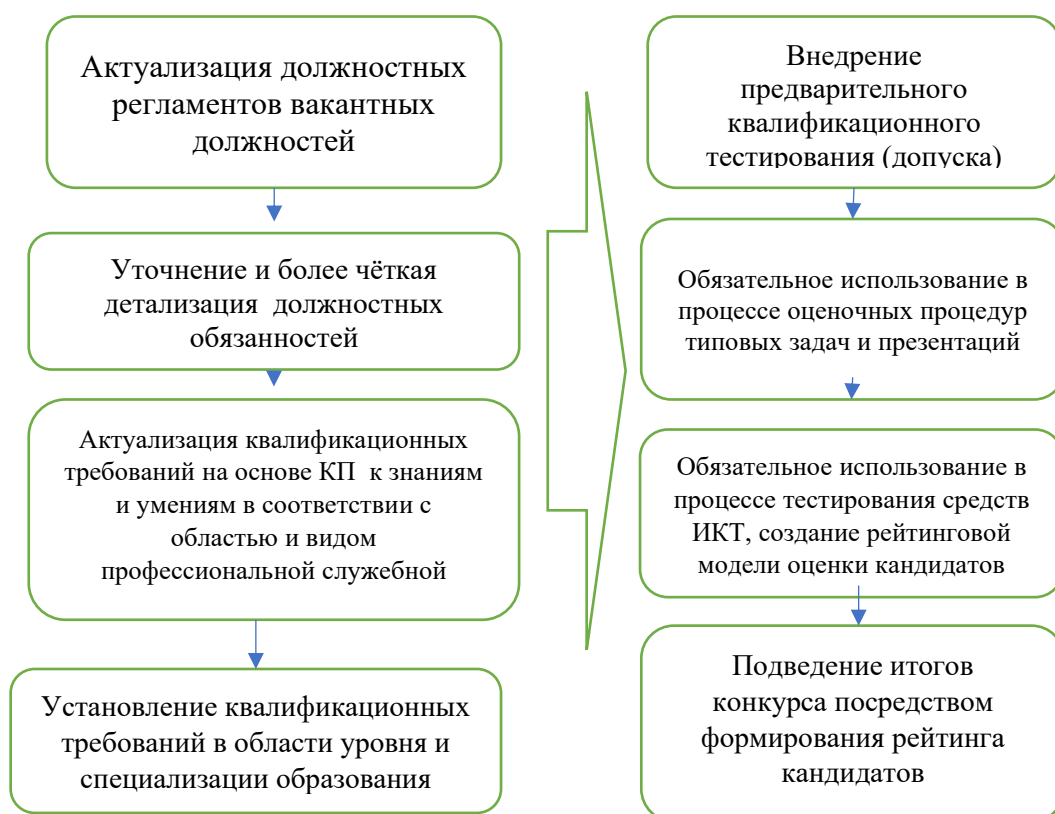 Актуализация должностных
регламентов вакантных
должностей
Уточнение и более чёткая
детализация должностных
обязанностей
Актуализация квалификационных
требований на основе КП к знаниям
и умениям в соответствии с
областью и видом
профессиональной служебной
Установление квалификационных
требований в области уровня и
специализации образования
Внедрение
предварительного
квалификационного
тестирования (допуска)
Обязательное использование в
процессе оценочных процедур
типовых задач и презентаций
Обязательное использование в
процессе тестирования средств
ИКТ, создание рейтинговой
модели оценки кандидатов
Подведение итогов
конкурса посредством
формирования рейтинга
кандидатов